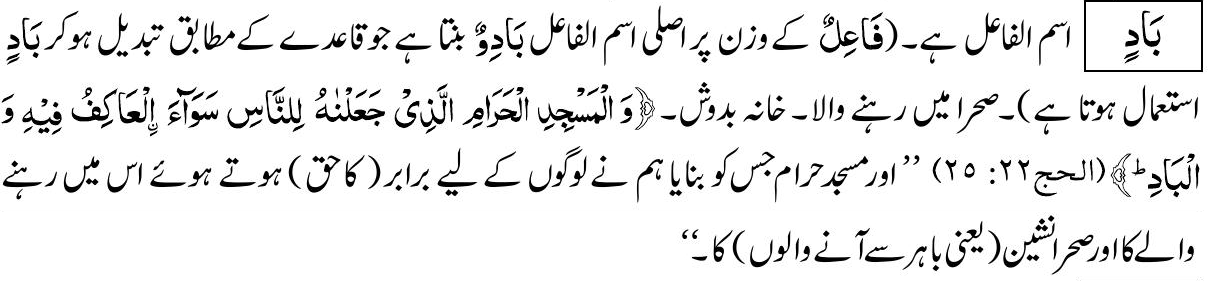 بَادٍ اسم الفاعل ہے۔ (فَاعِلٌ کے وزن پر اصلی اسم الفاعل بَادِوٌ بنتا ہے جو قاعدے کے مطابق تبدیل ہوکر بَادٍ
استعمال ہوتا ہے)۔ صحرا میں رہنے والا۔ خانہ بدوش۔ ﴿وَ الْمَسْجِدِ الْحَرَامِ الَّذِیْ جَعَلْنٰہُ لِلنَّاسِ سَوَآءَ ۣالْعَاکِفُ فِیْہِ وَ
الْبَادِ ؕ﴾ (الحج ۲۲: ۲۵) ’’اور مسجد حرام جس کو بنایا ہم نے لوگوں کے لیے برابر (کا حق) ہوتے ہوئے اس میں رہنے
والے کا اور صحرا نشین (یعنی باہر سے آنے والوں) کا۔‘‘